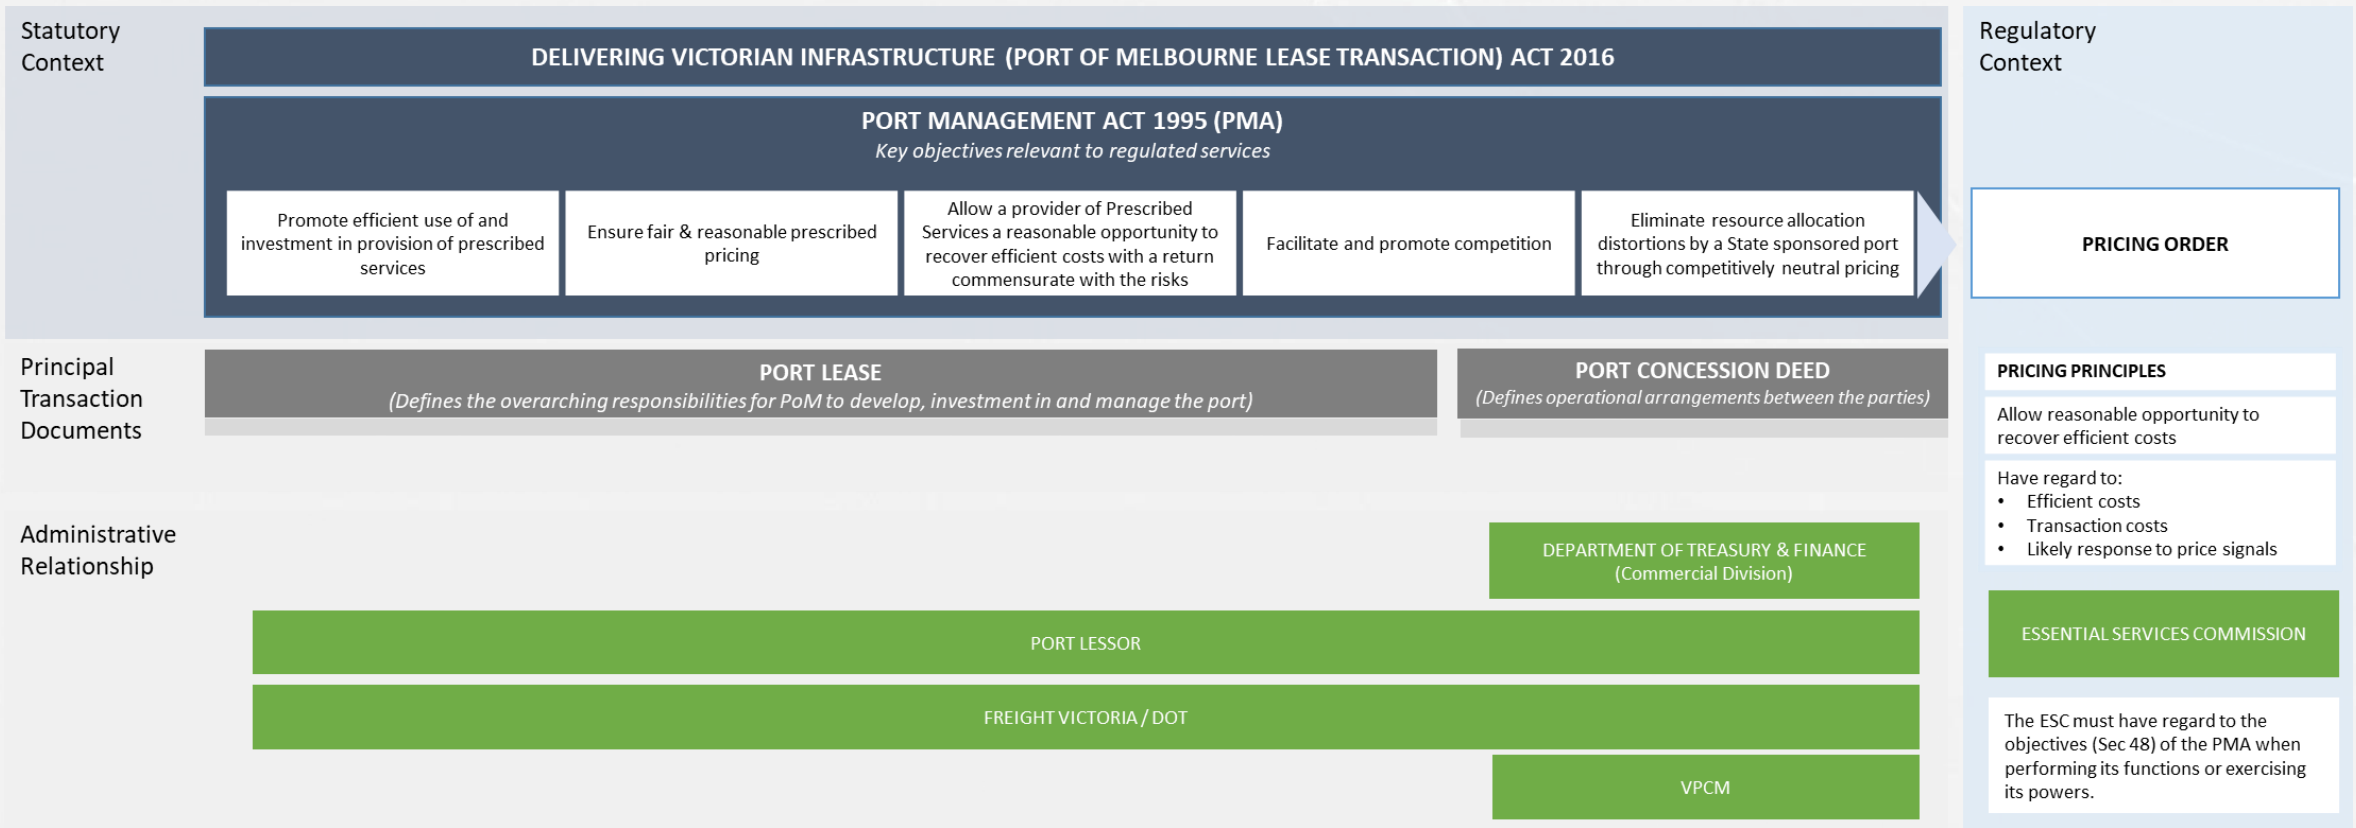 Statutory
Context
DELIVERING VICTORIAN INFRASTRUCTURE (PORT OF MELBOURNE LEASE TRANSACTION) ACT 2016
PORT MANAGEMENT ACT 1995 (PMA)
Key objectives relevant to regulated services
Promote efficient use of and
investment in provision of prescribed
services
Ensure fair & reasonable prescribed
pricing
Allow a provider of Prescribed
Services a reasonable opportunity to
recover efficient costs with a return
commensurate with the risks
Facilitate and promote competition
Eliminate resource allocation
distortions by a State sponsored port
through competitively neutral pricing
Principal
Transaction
Documents
PORT LEASE
(Defines the overarching responsibilities for PoM to develop, investment in and manage the port)
PORT CONCESSION DEED
(Defines operational arrangements between the parties)
Administrative
Relationship
DEPARTMENT OF TREASURY & FINANCE
(Commercial Division)
PORT LESSOR
FREIGHT VICTORIA / DOT
VPCM
Regulatory
Context
PRICING ORDER
PRICING PRINCIPLES
Allow reasonable opportunity to
recover efficient costs
Have regard to:
• Efficient costs
• Transaction costs
• Likely response to price signals
ESSENTIAL SERVICES COMMISSION
The ESC must have regard to the
objectives (Sec 48) of the PMA when
performing its functions or exercising
its powers.